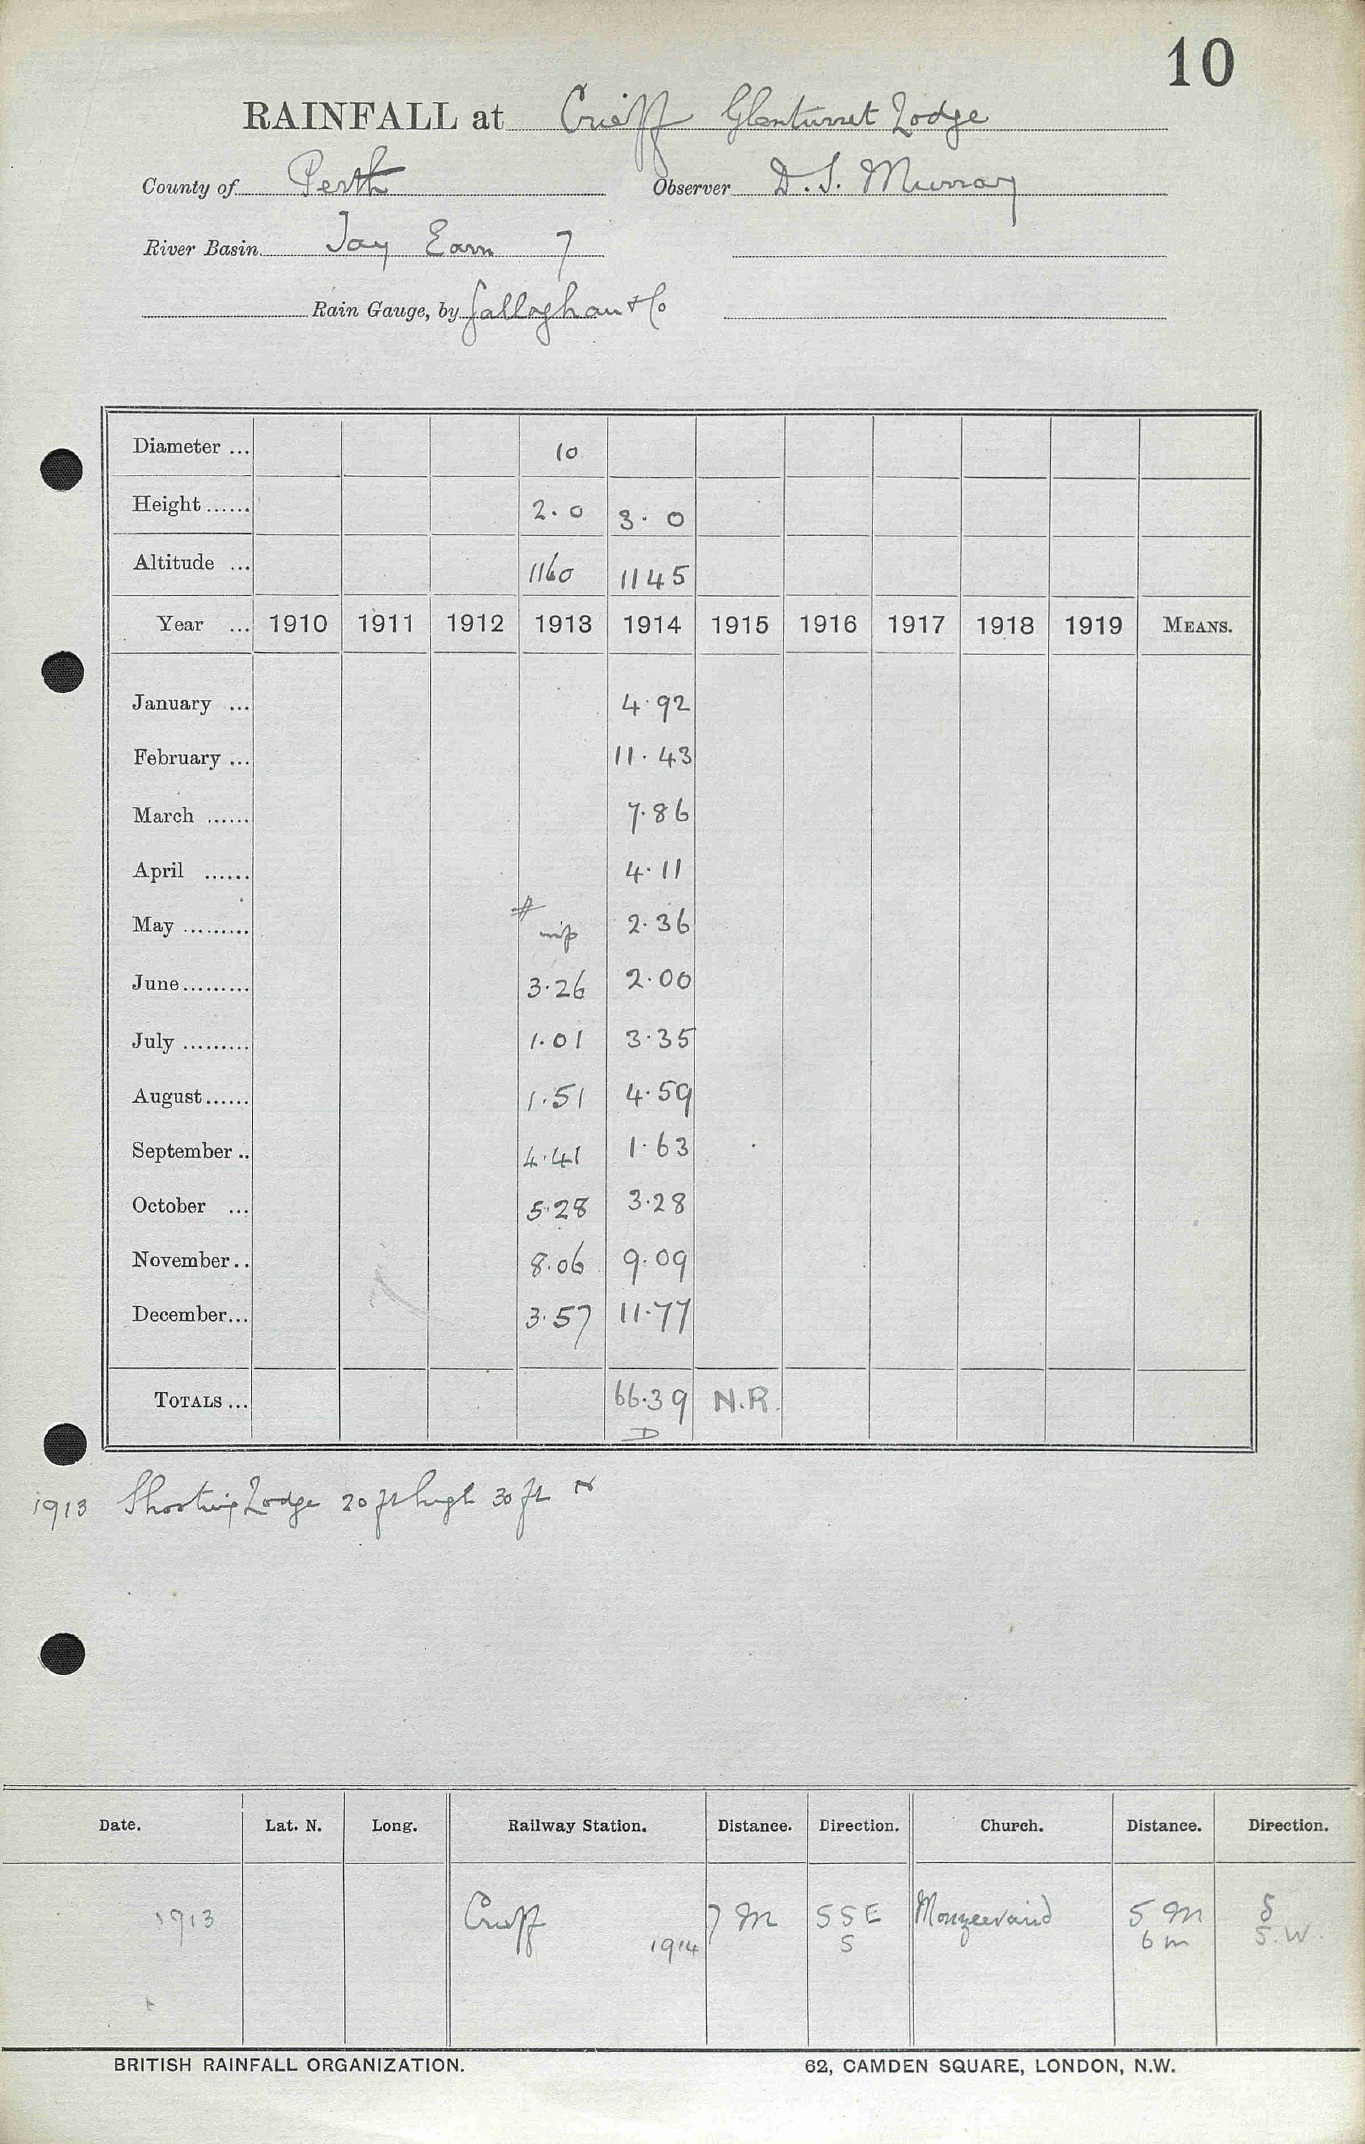 10
RAINFALL at Crieff Glenturret Lodge
County of Perth Observer D. S. Murray
River Basin Tay Earn 7
Rain Gauge, by Gallaghan & Co
Diameter ... 10
Height ...... 2.0 3.0
Altitude ... 1160 1145
Year ... 1910 1911 1912 1913 1914 1915 1916 1917 1918 1919 MEANS.
January ... 4.92
February ... 11.43
March ...... 7.86
April ...... 4.11
May ......... # 2.36
June ......... 3.26 2.00
July ......... 1.01 3.35
August ...... 1.51 4.59
September .. 4.41 1.63
October ... 5.28 3.28
November .. 8.06 9.09
December ... 3.57 11.77
TOTALS ... 66.39 N.R.
D
1913 Shooting Lodge 20 ft high 30 ft N
Date. Lat. N. Long. Railway Station. Distance. Direction. Church. Distance. Direction.
1913 Crieff 7 M SSE Monzievaird 5 M S
1914 S 6 m S.W.
BRITISH RAINFALL ORGANIZATION. 62, CAMDEN SQUARE, LONDON, N.W.